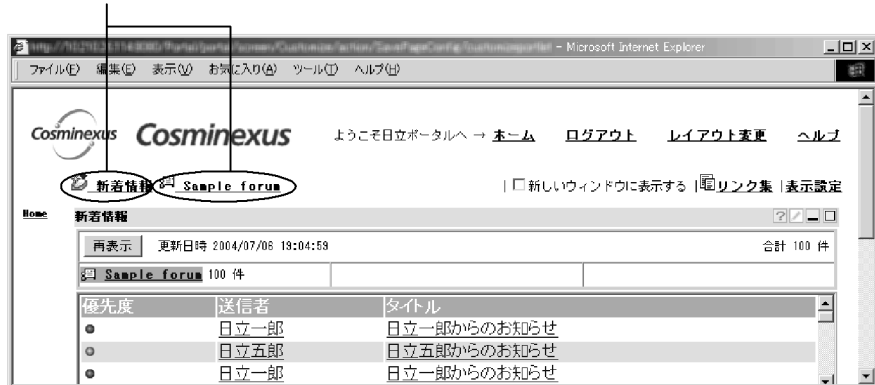 - Microsoft Internet Explorer
ファイル(F) 編集(E) 表示(V) お気に入り(A) ツール(T) ヘルプ(H)
Cosminexus Cosminexus ようこそ日立ポータルへ → ホーム ログアウト レイアウト変更 ヘルプ
新着情報 Sample forum | 新しいウィンドウに表示する | リンク集 | 表示設定
Home 新着情報
再表示 更新日時 2004/07/06 19:04:59 合計 100 件
Sample forum 100 件
優先度 送信者 タイトル
日立一郎 日立一郎からのお知らせ
日立五郎 日立五郎からのお知らせ
日立一郎 日立一郎からのお知らせ